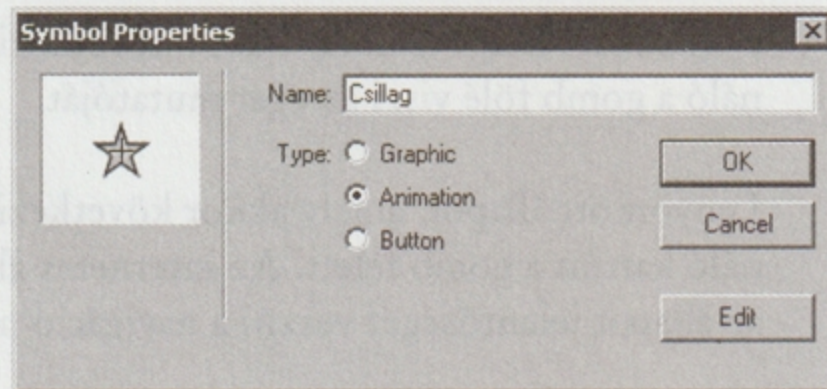 Symbol Properties
Name: Csillag
Type: Graphic
Animation
Button
OK
Cancel
Edit